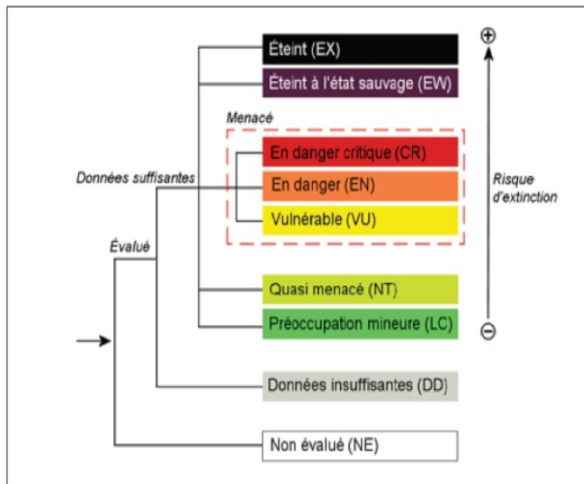 Éteint (EX)
Éteint à l'état sauvage (EW)
Menacé
En danger critique (CR)
Données suffisantes
En danger (EN)
Risque
d'extinction
Vulnérable (VU)
Évalué
Quasi menacé (NT)
Préoccupation mineure (LC)
Données insuffisantes (DD)
Non évalué (NE)